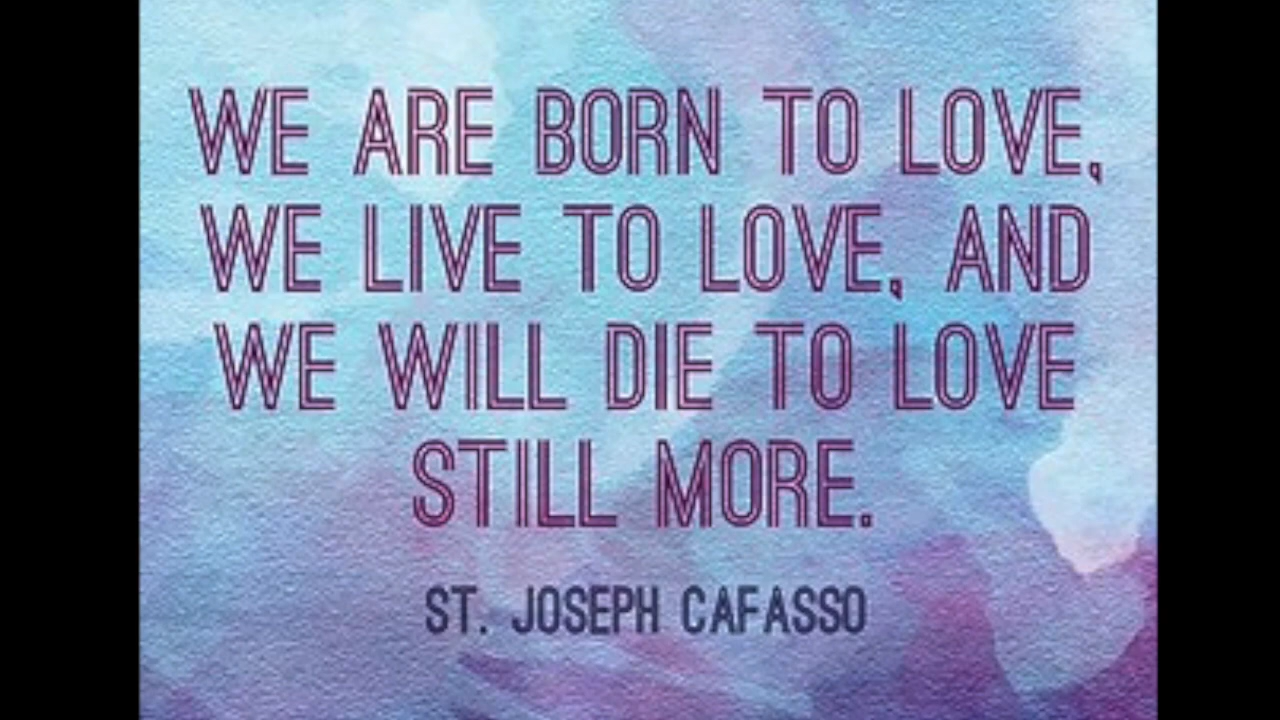 WE ARE BORN TO LOVE,
WE LIVE TO LOVE, AND
WE WILL DIE TO LOVE
STILL MORE.
ST. JOSEPH CAFASSO